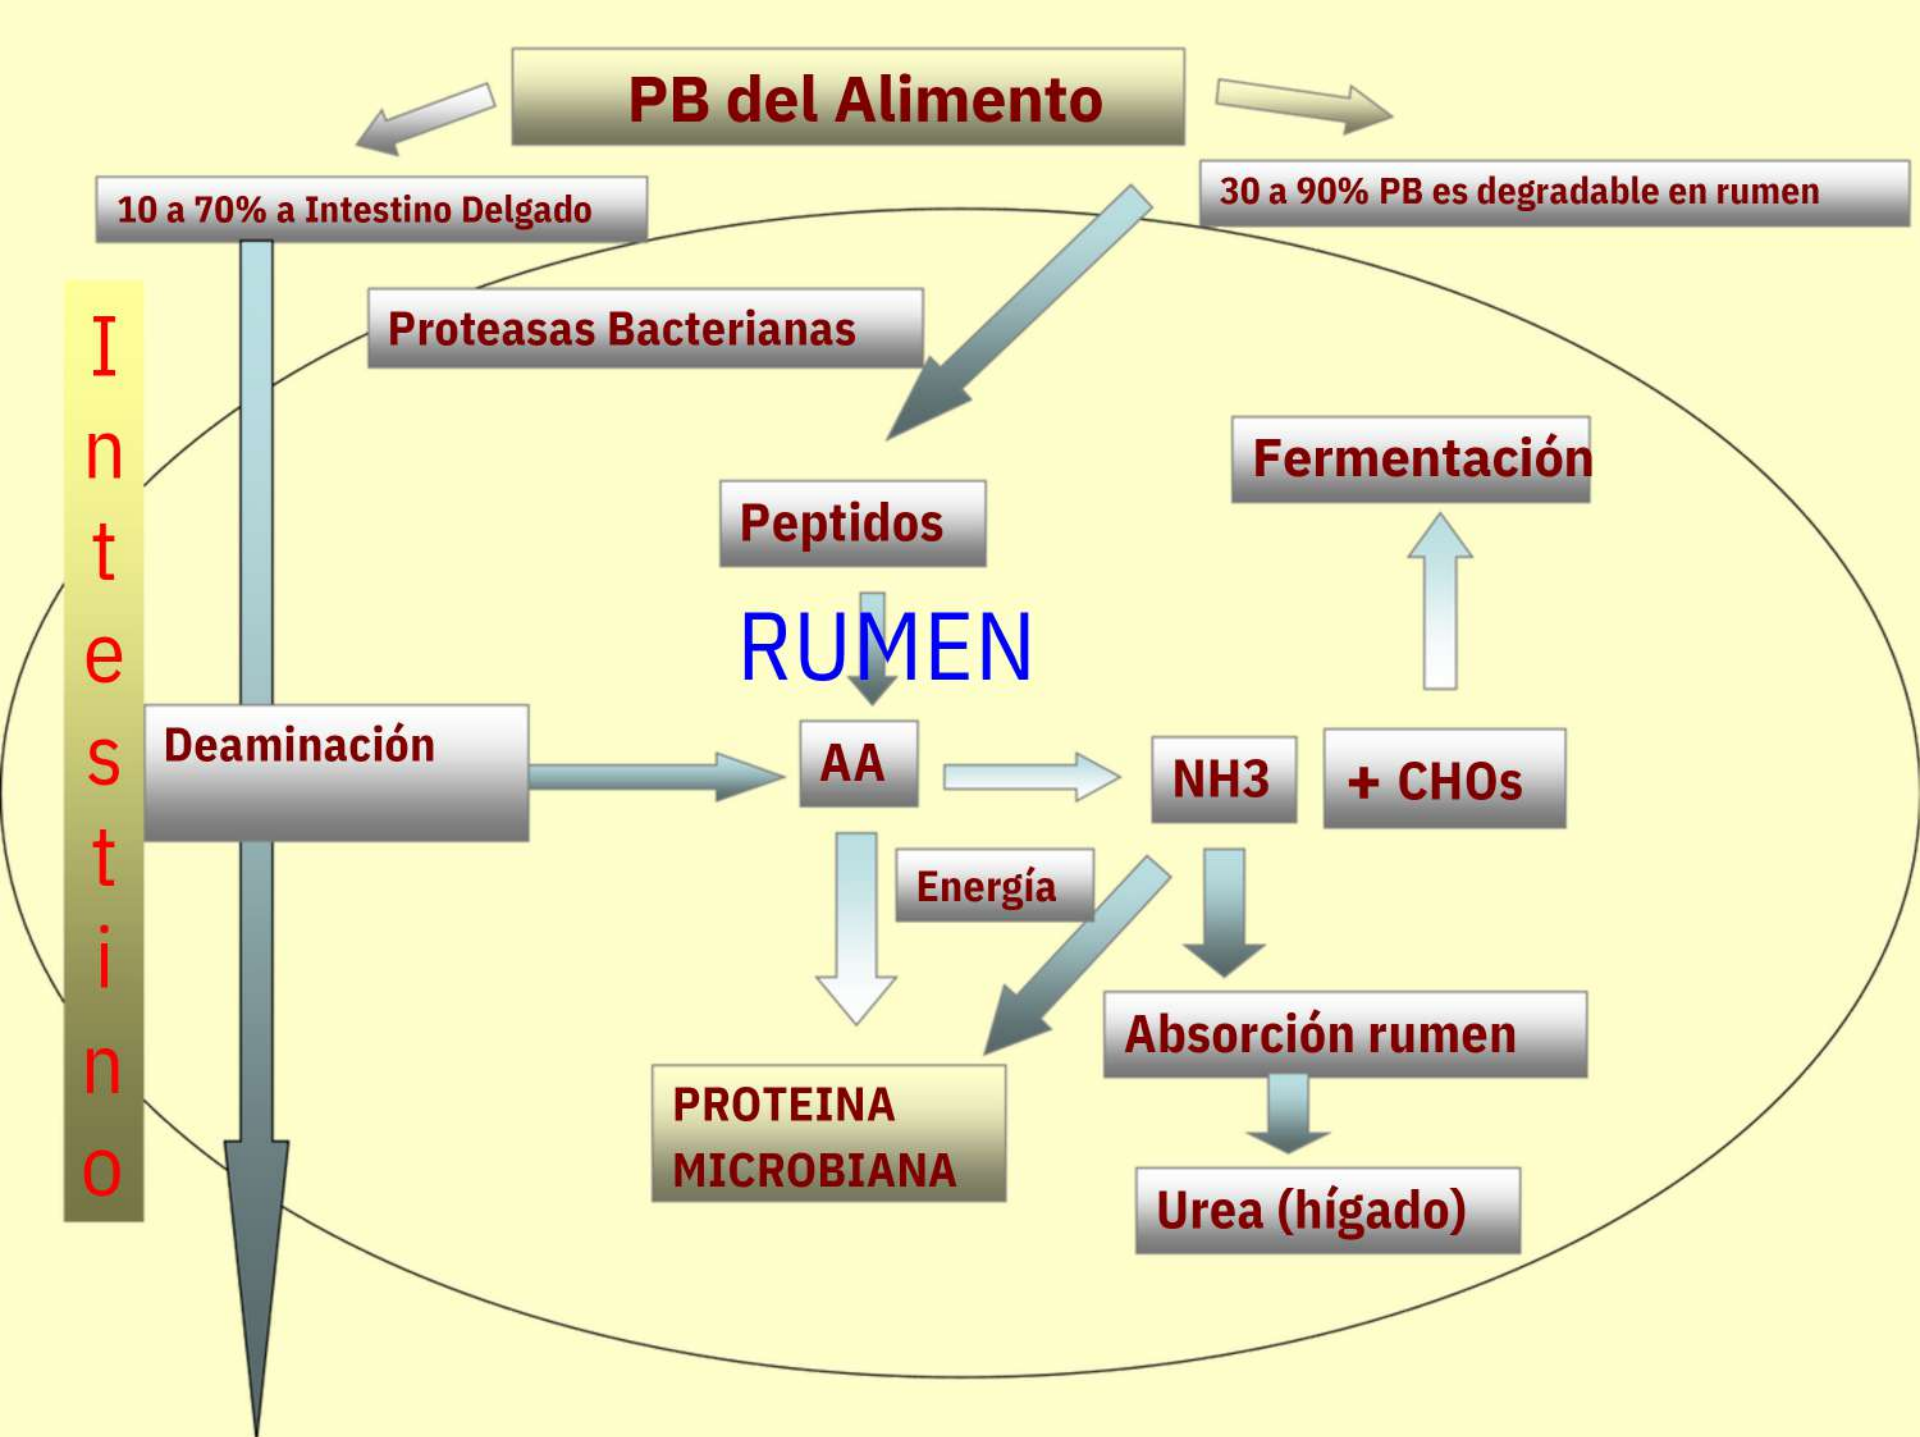 PB del Alimento
10 a 70% a Intestino Delgado
30 a 90% PB es degradable en rumen
Proteasas Bacterianas
Intestino
Fermentación
Peptidos
RUMEN
Deaminación
AA
NH3
+ CHOs
Energía
Absorción rumen
PROTEINA
MICROBIANA
Urea (hígado)